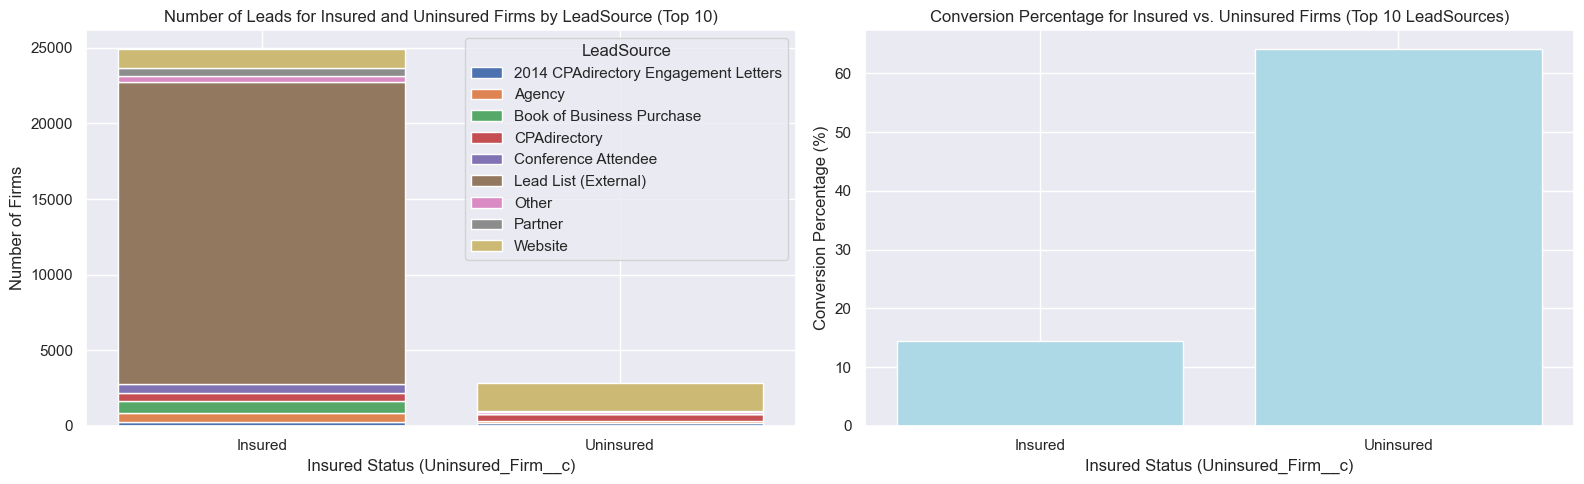 Number of Leads for Insured and Uninsured Firms by LeadSource (Top 10)
Number of Firms
25000
20000
15000
10000
5000
0
LeadSource
2014 CPAdirectory Engagement Letters
Agency
Book of Business Purchase
CPAdirectory
Conference Attendee
Lead List (External)
Other
Partner
Website
Insured
Uninsured
Insured Status (Uninsured_Firm__c)
Conversion Percentage for Insured vs. Uninsured Firms (Top 10 LeadSources)
Conversion Percentage (%)
60
50
40
30
20
10
0
Insured
Uninsured
Insured Status (Uninsured_Firm__c)